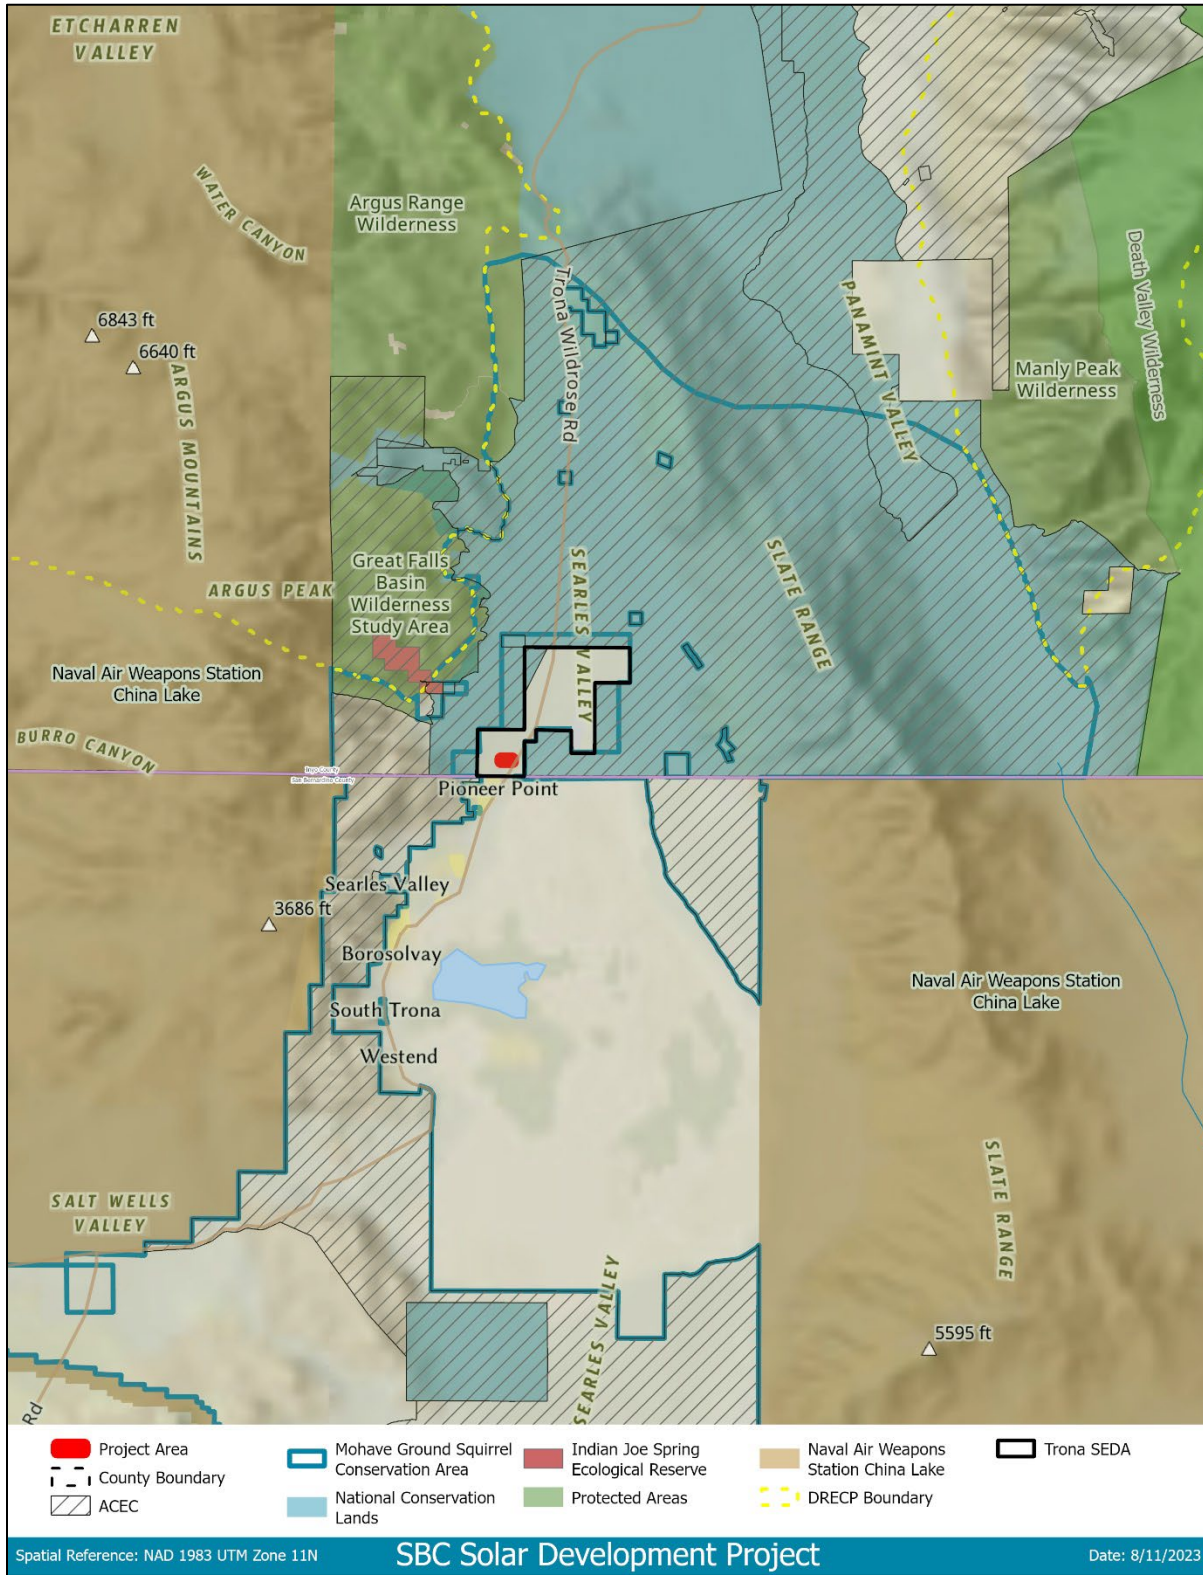 ETCHARREN
VALLEY
WATER CANYON
Argus Range
Wilderness
Trona Wildrose Rd
PANAMINT VALLEY
Death Valley Wilderness
6843 ft
6640 ft
ARGUS MOUNTAINS
Manly Peak
Wilderness
Great Falls
Basin
Wilderness
Study Area
ARGUS PEAK
SEARLES VALLEY
SLATE RANGE
Naval Air Weapons Station
China Lake
BURRO CANYON
Inyo County
San Bernardino County
Pioneer Point
Searles Valley
3686 ft
Borosolvay
South Trona
Westend
Naval Air Weapons Station
China Lake
SALT WELLS
VALLEY
SLATE RANGE
SEARLES VALLEY
5595 ft
Rd
Project Area
County Boundary
ACEC
Mohave Ground Squirrel
Conservation Area
National Conservation
Lands
Indian Joe Spring
Ecological Reserve
Protected Areas
Naval Air Weapons
Station China Lake
DRECP Boundary
Trona SEDA
Spatial Reference: NAD 1983 UTM Zone 11N
SBC Solar Development Project
Date: 8/11/2023